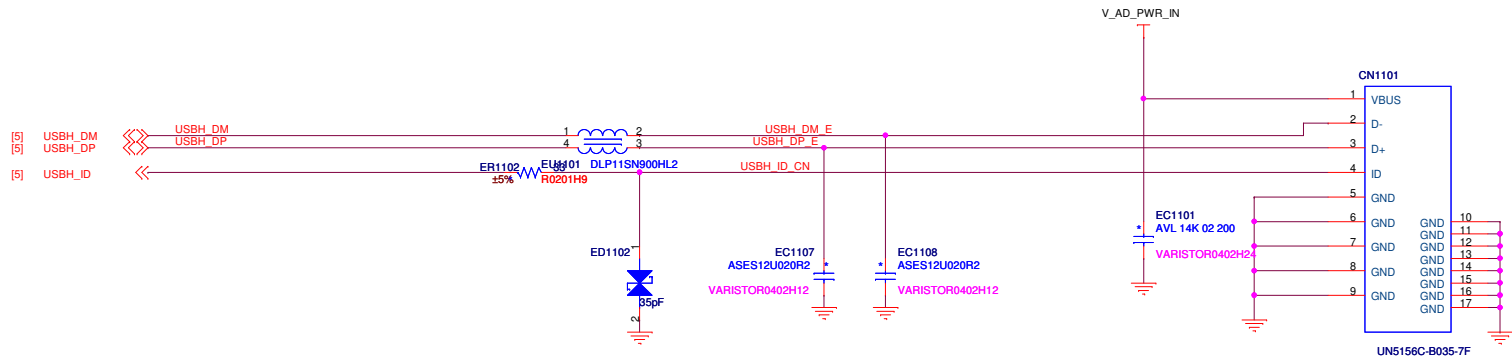 V_AD_PWR_IN
CN1101
1 VBUS
[5] USBH_DM USBH_DM 1 2 USBH_DM_E 2 D-
[5] USBH_DP USBH_DP 4 3 USBH_DP_E 3 D+
ER1102 EU1101 33 DLP11SN900HL2
[5] USBH_ID ±5% R0201H9 USBH_ID_CN 4 ID
5 GND
6 GND
7 GND
8 GND
9 GND
GND 10
GND 11
GND 12
GND 13
GND 14
GND 15
GND 16
GND 17
EC1101
* AVL 14K 02 200
VARISTOR0402H24
ED1102 1
35pF
2
EC1107
ASES12U020R2 *
VARISTOR0402H12
EC1108
* ASES12U020R2
VARISTOR0402H12
UN5156C-B035-7F